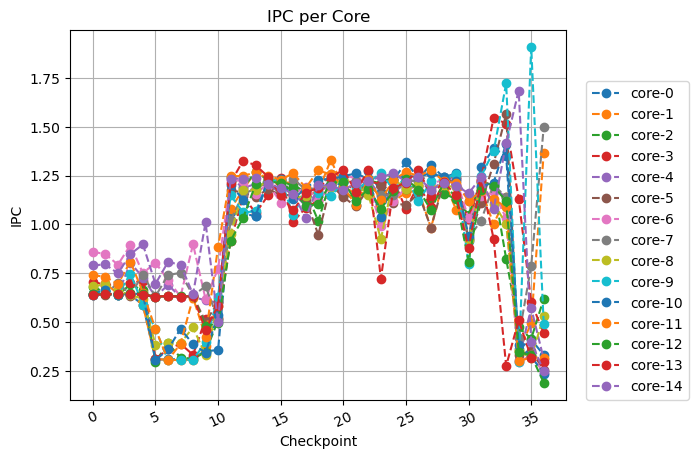 IPC per Core
IPC
1.75
1.50
1.25
1.00
0.75
0.50
0.25
0
5
10
15
20
25
30
35
Checkpoint
core-0
core-1
core-2
core-3
core-4
core-5
core-6
core-7
core-8
core-9
core-10
core-11
core-12
core-13
core-14